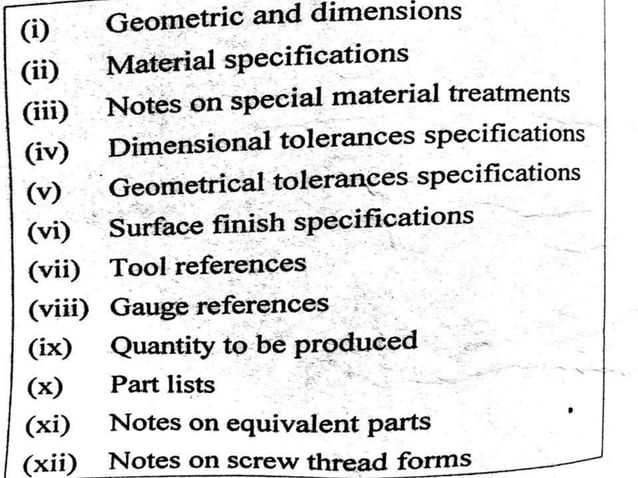 (i) Geometric and dimensions
(ii) Material specifications
(iii) Notes on special material treatments
(iv) Dimensional tolerances specifications
(v) Geometrical tolerances specifications
(vi) Surface finish specifications
(vii) Tool references
(viii) Gauge references
(ix) Quantity to be produced
(x) Part lists
(xi) Notes on equivalent parts
(xii) Notes on screw thread forms